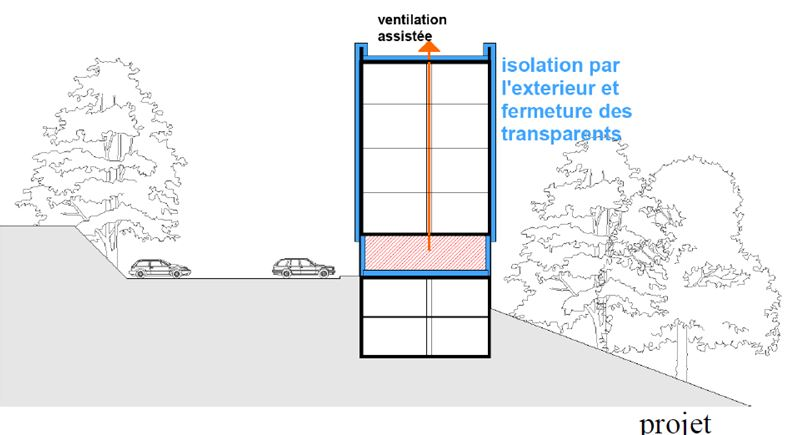 ventilation
assistée
isolation par
l'exterieur et
fermeture des
transparents
projet